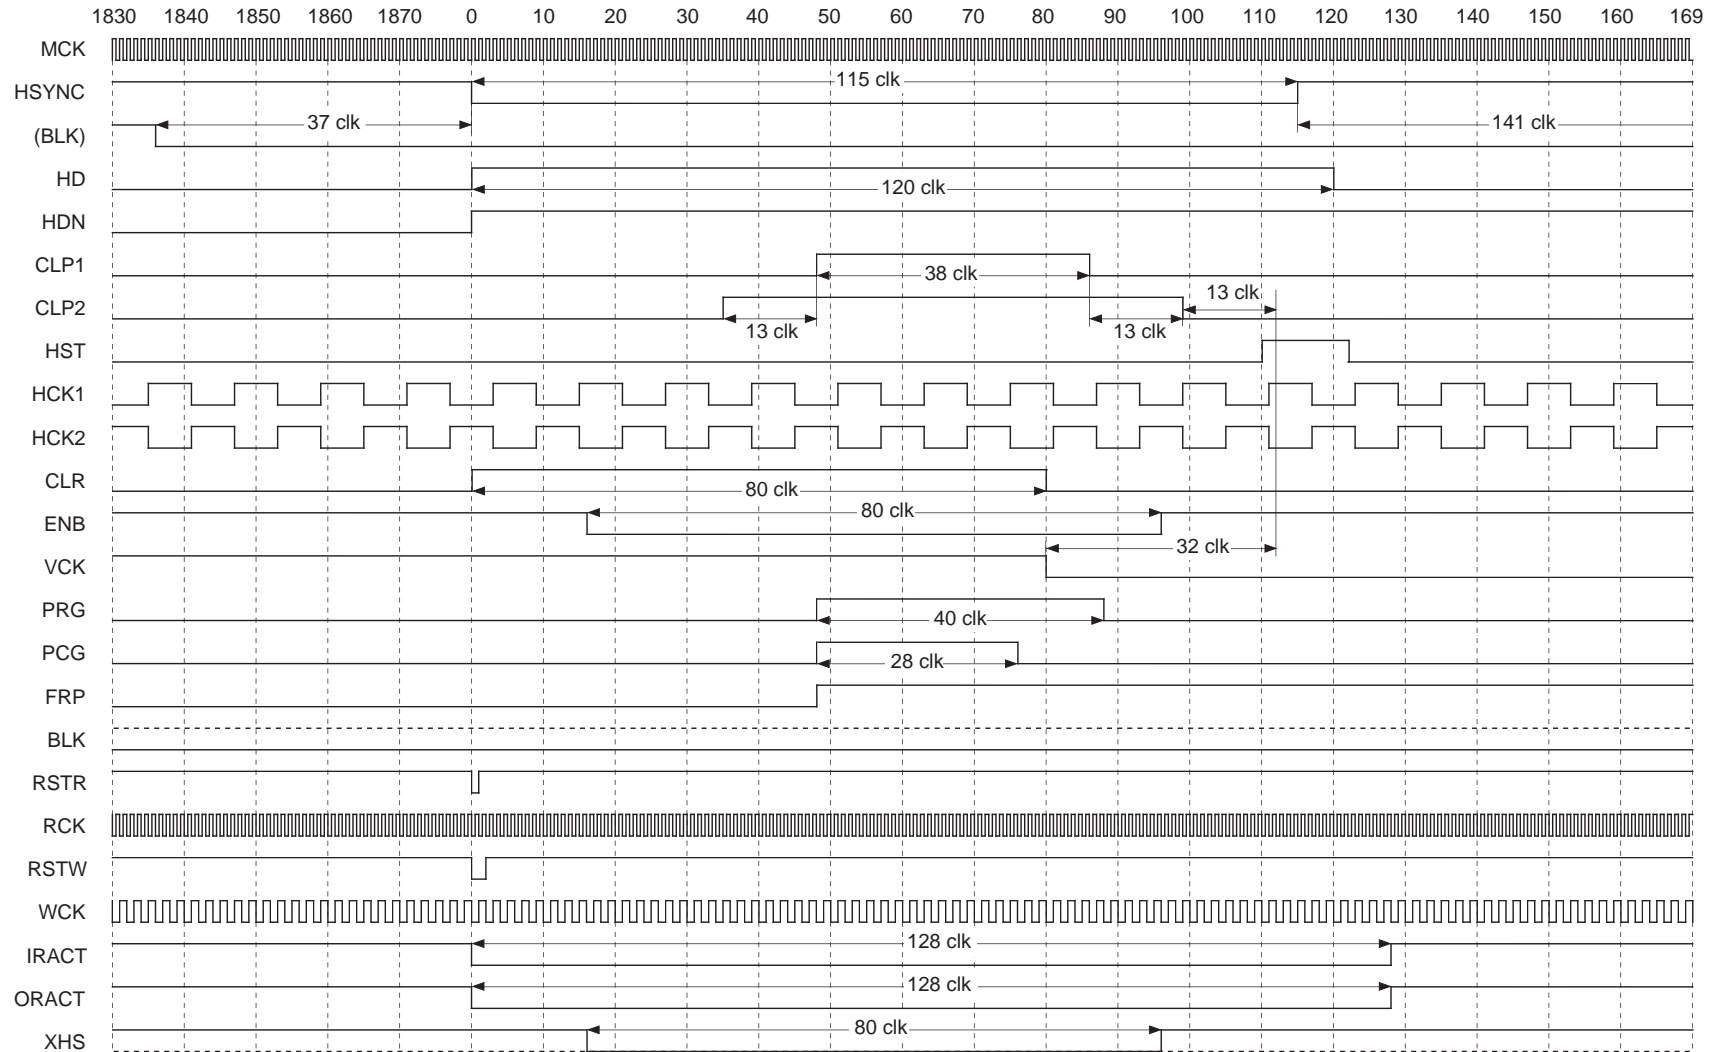 1830 1840 1850 1860 1870 0 10 20 30 40 50 60 70 80 90 100 110 120 130 140 150 160 169
MCK
HSYNC 115 clk
(BLK) 37 clk 141 clk
HD 120 clk
HDN
CLP1 38 clk
CLP2 13 clk 13 clk 13 clk
HST
HCK1
HCK2
CLR 80 clk
ENB 80 clk
VCK 32 clk
PRG 40 clk
PCG 28 clk
FRP
BLK
RSTR
RCK
RSTW
WCK
IRACT 128 clk
ORACT 128 clk
XHS 80 clk